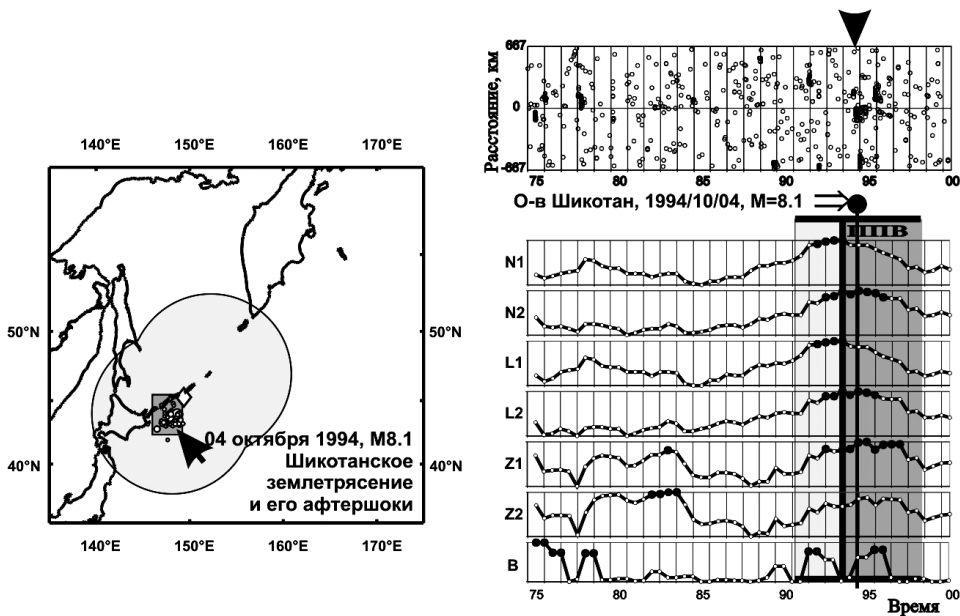 140°E 150°E 160°E 170°E
50°N 50°N
40°N 40°N
04 октября 1994, M8.1
Шикотанское
землетрясение
и его афтершоки
140°E 150°E 160°E 170°E
667
Расстояние, км
0
-667
75 80 85 90 95 00
О-в Шикотан, 1994/10/04, M=8.1
ППВ
N1
N2
L1
L2
Z1
Z2
B
75 80 85 90 95 00
Время